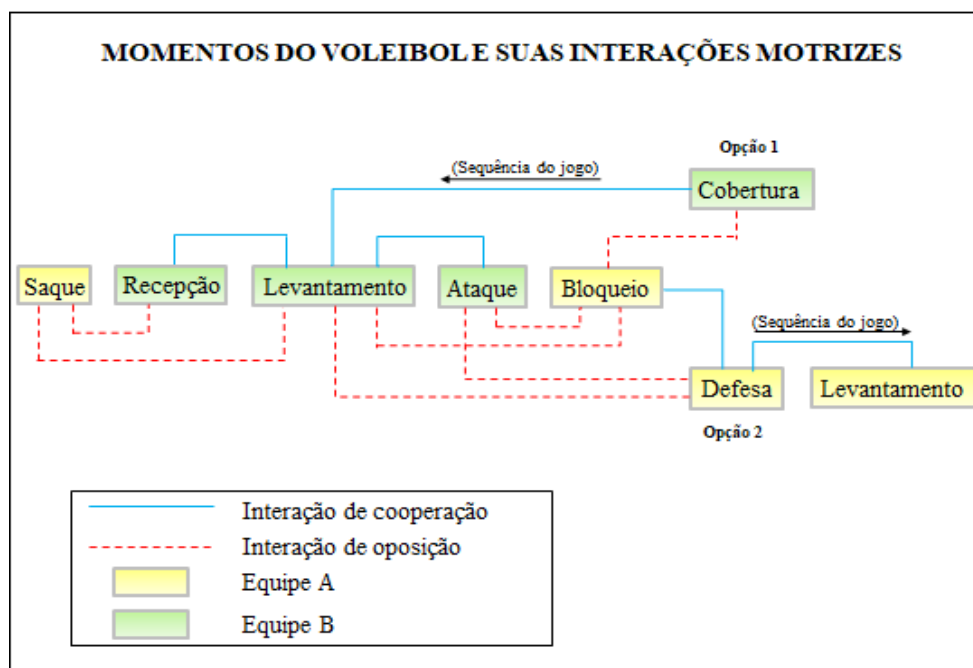 MOMENTOS DO VOLEIBOL E SUAS INTERAÇÕES MOTRIZES
Opção 1
(Sequência do jogo)
Cobertura
Saque
Recepção
Levantamento
Ataque
Bloqueio
(Sequência do jogo)
Defesa
Levantamento
Opção 2
Interação de cooperação
Interação de oposição
Equipe A
Equipe B